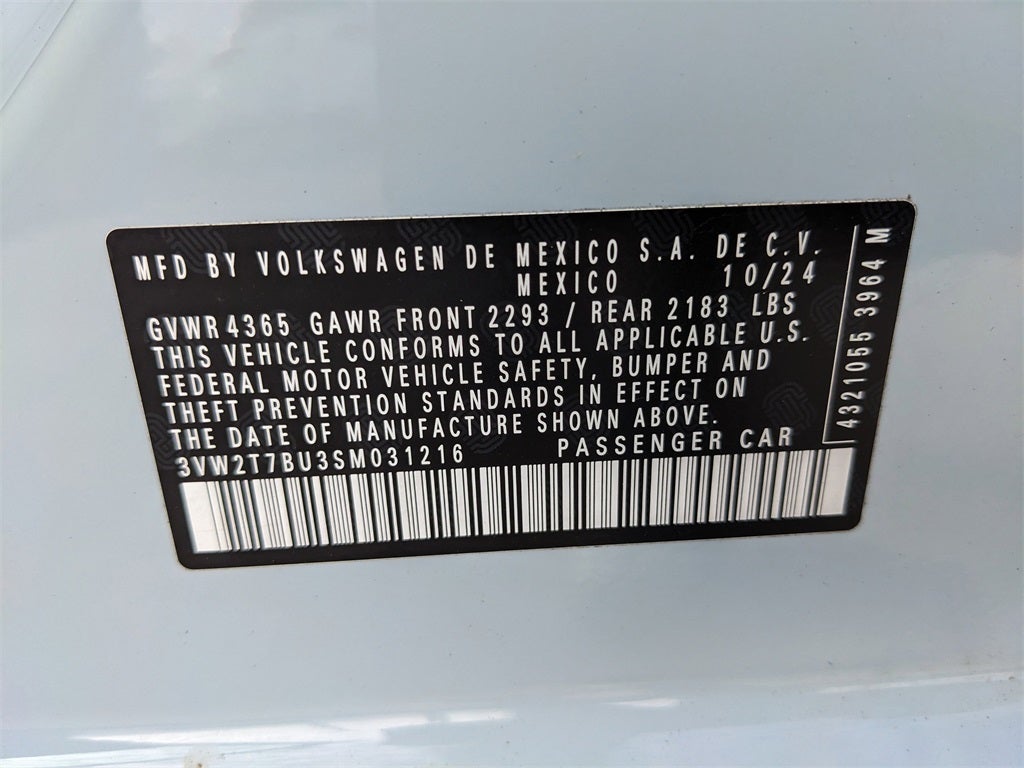 MFD BY VOLKSWAGEN DE MEXICO S.A. DE C.V.
MEXICO 10/24
GVWR 4365 GAWR FRONT 2293 / REAR 2183 LBS
THIS VEHICLE CONFORMS TO ALL APPLICABLE U.S.
FEDERAL MOTOR VEHICLE SAFETY, BUMPER AND
THEFT PREVENTION STANDARDS IN EFFECT ON
THE DATE OF MANUFACTURE SHOWN ABOVE.
3VW2T7BU3SM031216 PASSENGER CAR
4321055 3964 M